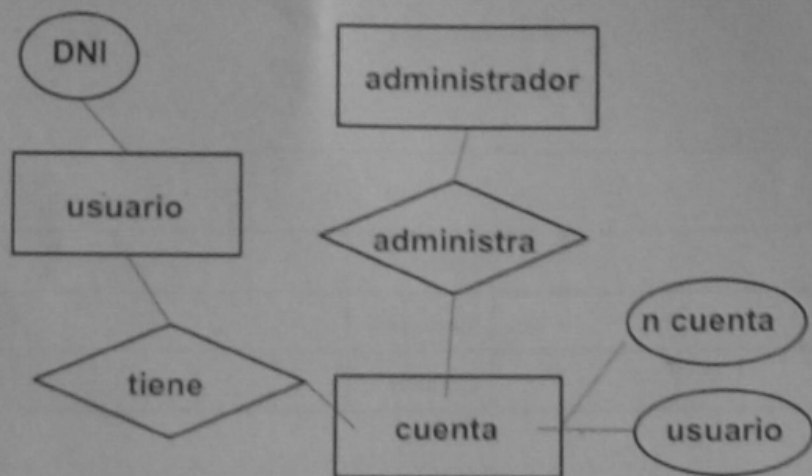 DNI
administrador
usuario
administra
n cuenta
tiene
cuenta
usuario